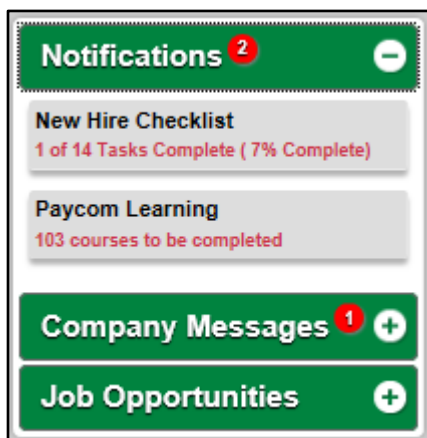 Notifications 2
New Hire Checklist
1 of 14 Tasks Complete ( 7% Complete)
Paycom Learning
103 courses to be completed
Company Messages 1
Job Opportunities